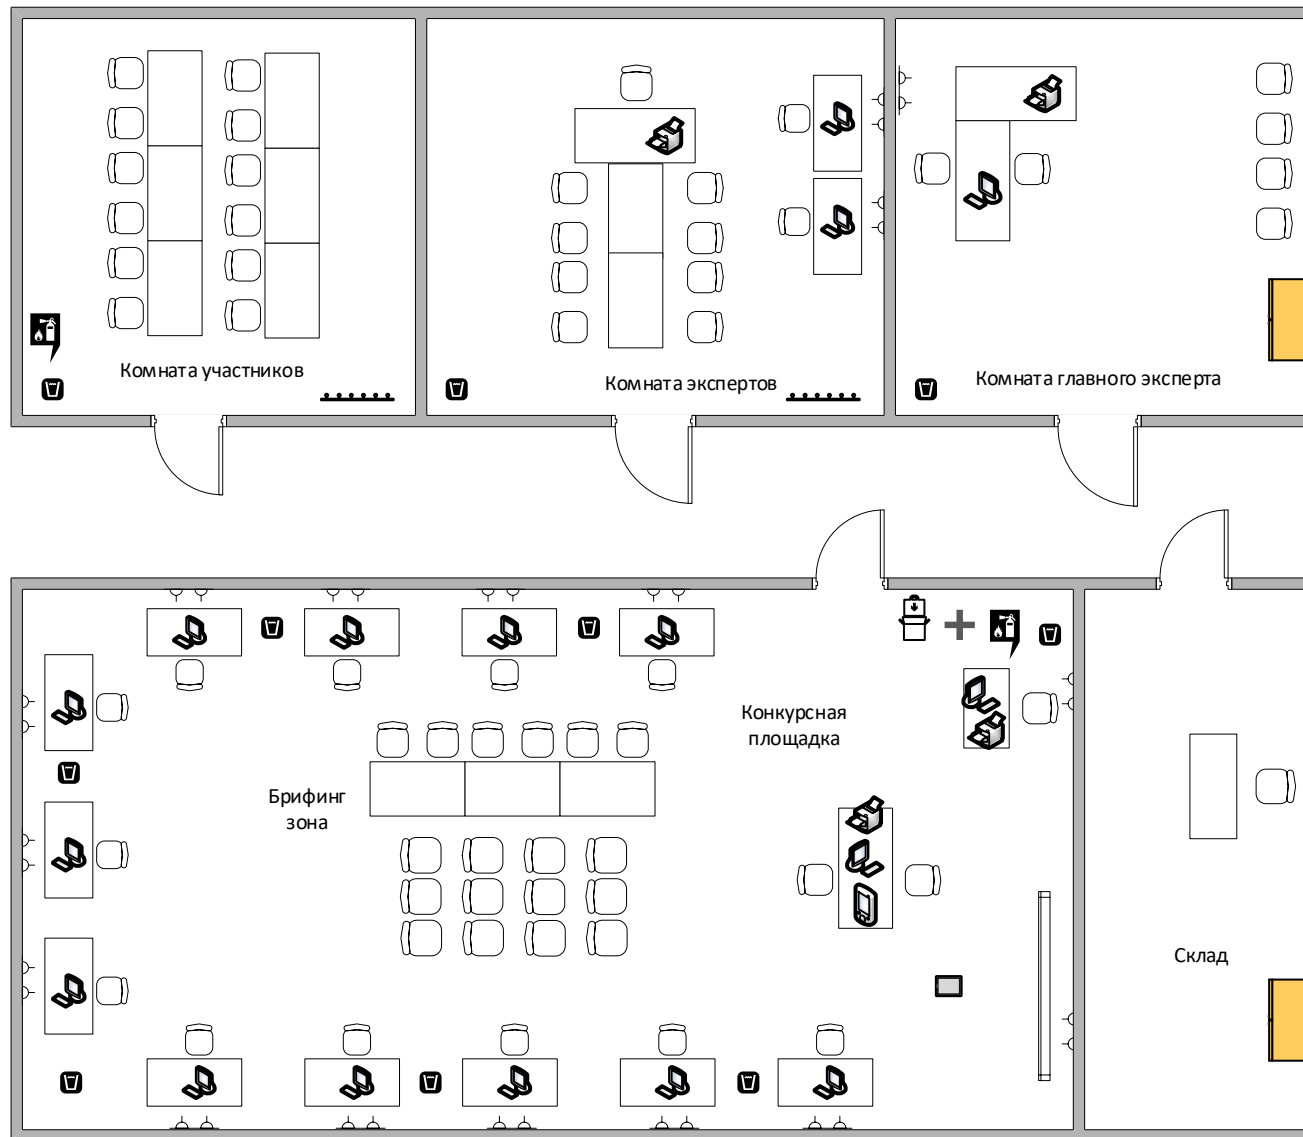 Комната участников
Комната экспертов
Комната главного эксперта
Конкурсная
площадка
Брифинг
зона
Склад